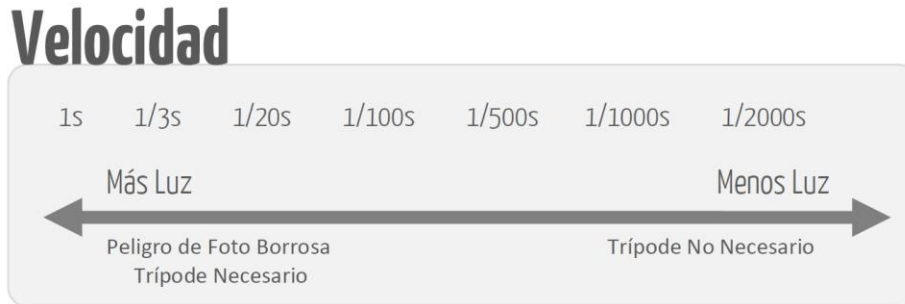 Velocidad
1s 1/3s 1/20s 1/100s 1/500s 1/1000s 1/2000s
Más Luz Menos Luz
Peligro de Foto Borrosa Trípode No Necesario
Trípode Necesario